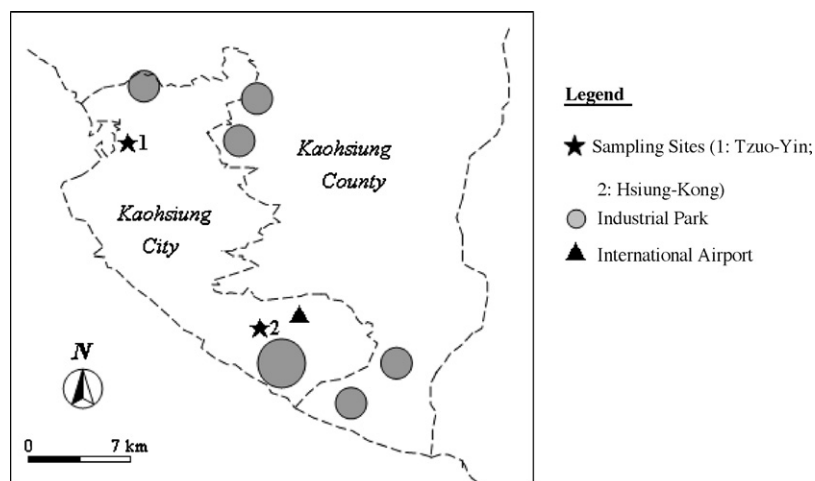 1
Kaohsiung
County
Kaohsiung
City
2
N
0 7 km
Legend
Sampling Sites (1: Tzuo-Yin;
2: Hsiung-Kong)
Industrial Park
International Airport